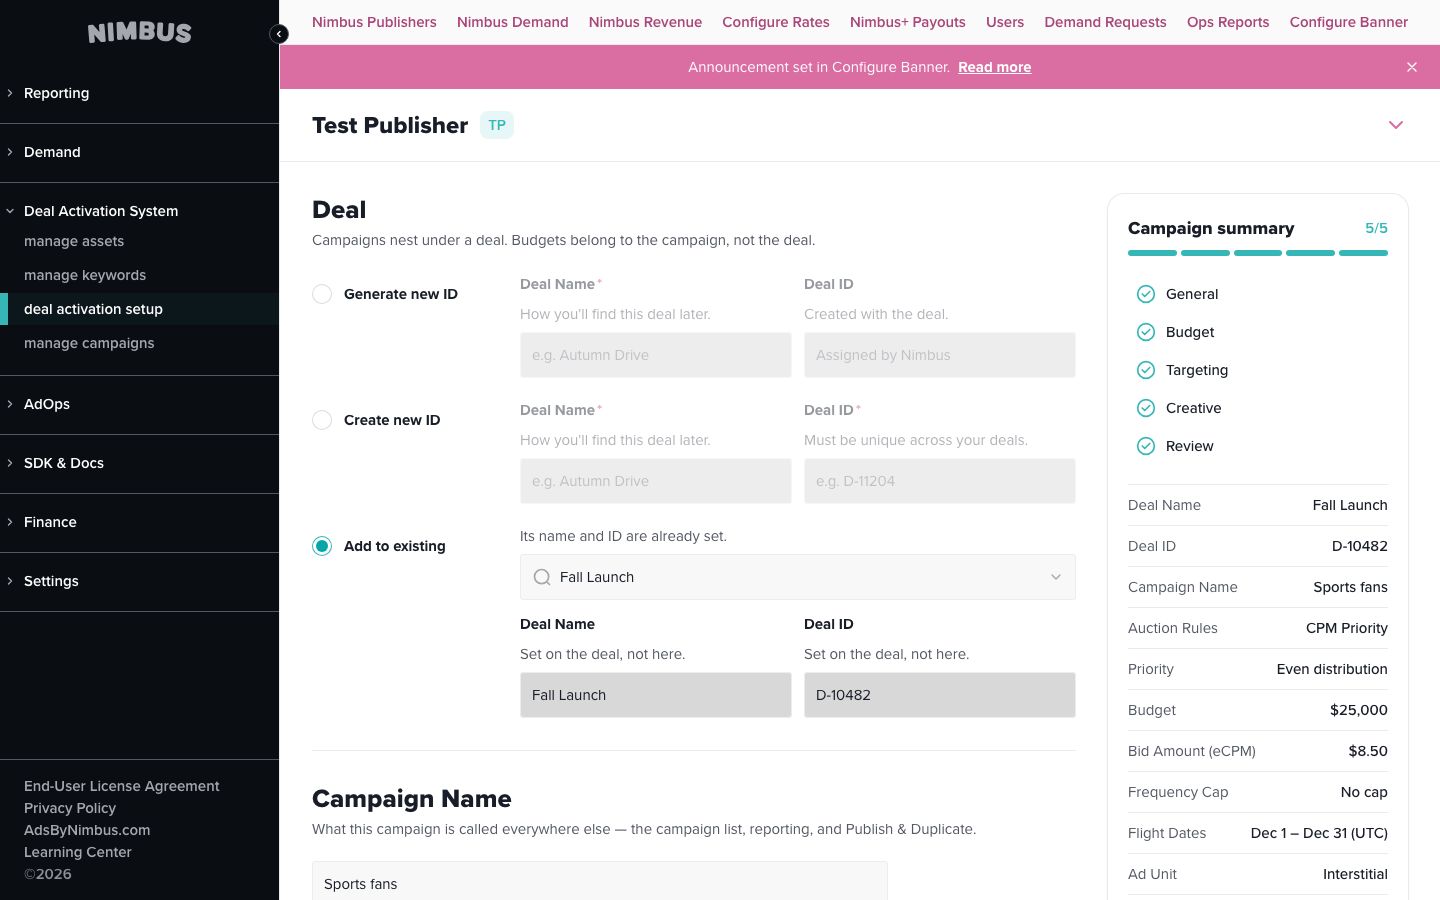 NIMBUS
Reporting
Demand
Deal Activation System
manage assets
manage keywords
deal activation setup
manage campaigns
AdOps
SDK & Docs
Finance
Settings
End-User License Agreement
Privacy Policy
AdsByNimbus.com
Learning Center
©2026
Nimbus Publishers Nimbus Demand Nimbus Revenue Configure Rates Nimbus+ Payouts Users Demand Requests Ops Reports Configure Banner
Announcement set in Configure Banner. Read more
Test Publisher TP
Deal
Campaigns nest under a deal. Budgets belong to the campaign, not the deal.
Generate new ID
Deal Name* Deal ID
How you'll find this deal later. Created with the deal.
e.g. Autumn Drive Assigned by Nimbus
Create new ID
Deal Name* Deal ID*
How you'll find this deal later. Must be unique across your deals.
e.g. Autumn Drive e.g. D-11204
Add to existing
Its name and ID are already set.
Fall Launch
Deal Name Deal ID
Set on the deal, not here. Set on the deal, not here.
Fall Launch D-10482
Campaign Name
What this campaign is called everywhere else — the campaign list, reporting, and Publish & Duplicate.
Sports fans
Campaign summary 5/5
General
Budget
Targeting
Creative
Review
Deal Name Fall Launch
Deal ID D-10482
Campaign Name Sports fans
Auction Rules CPM Priority
Priority Even distribution
Budget $25,000
Bid Amount (eCPM) $8.50
Frequency Cap No cap
Flight Dates Dec 1 – Dec 31 (UTC)
Ad Unit Interstitial